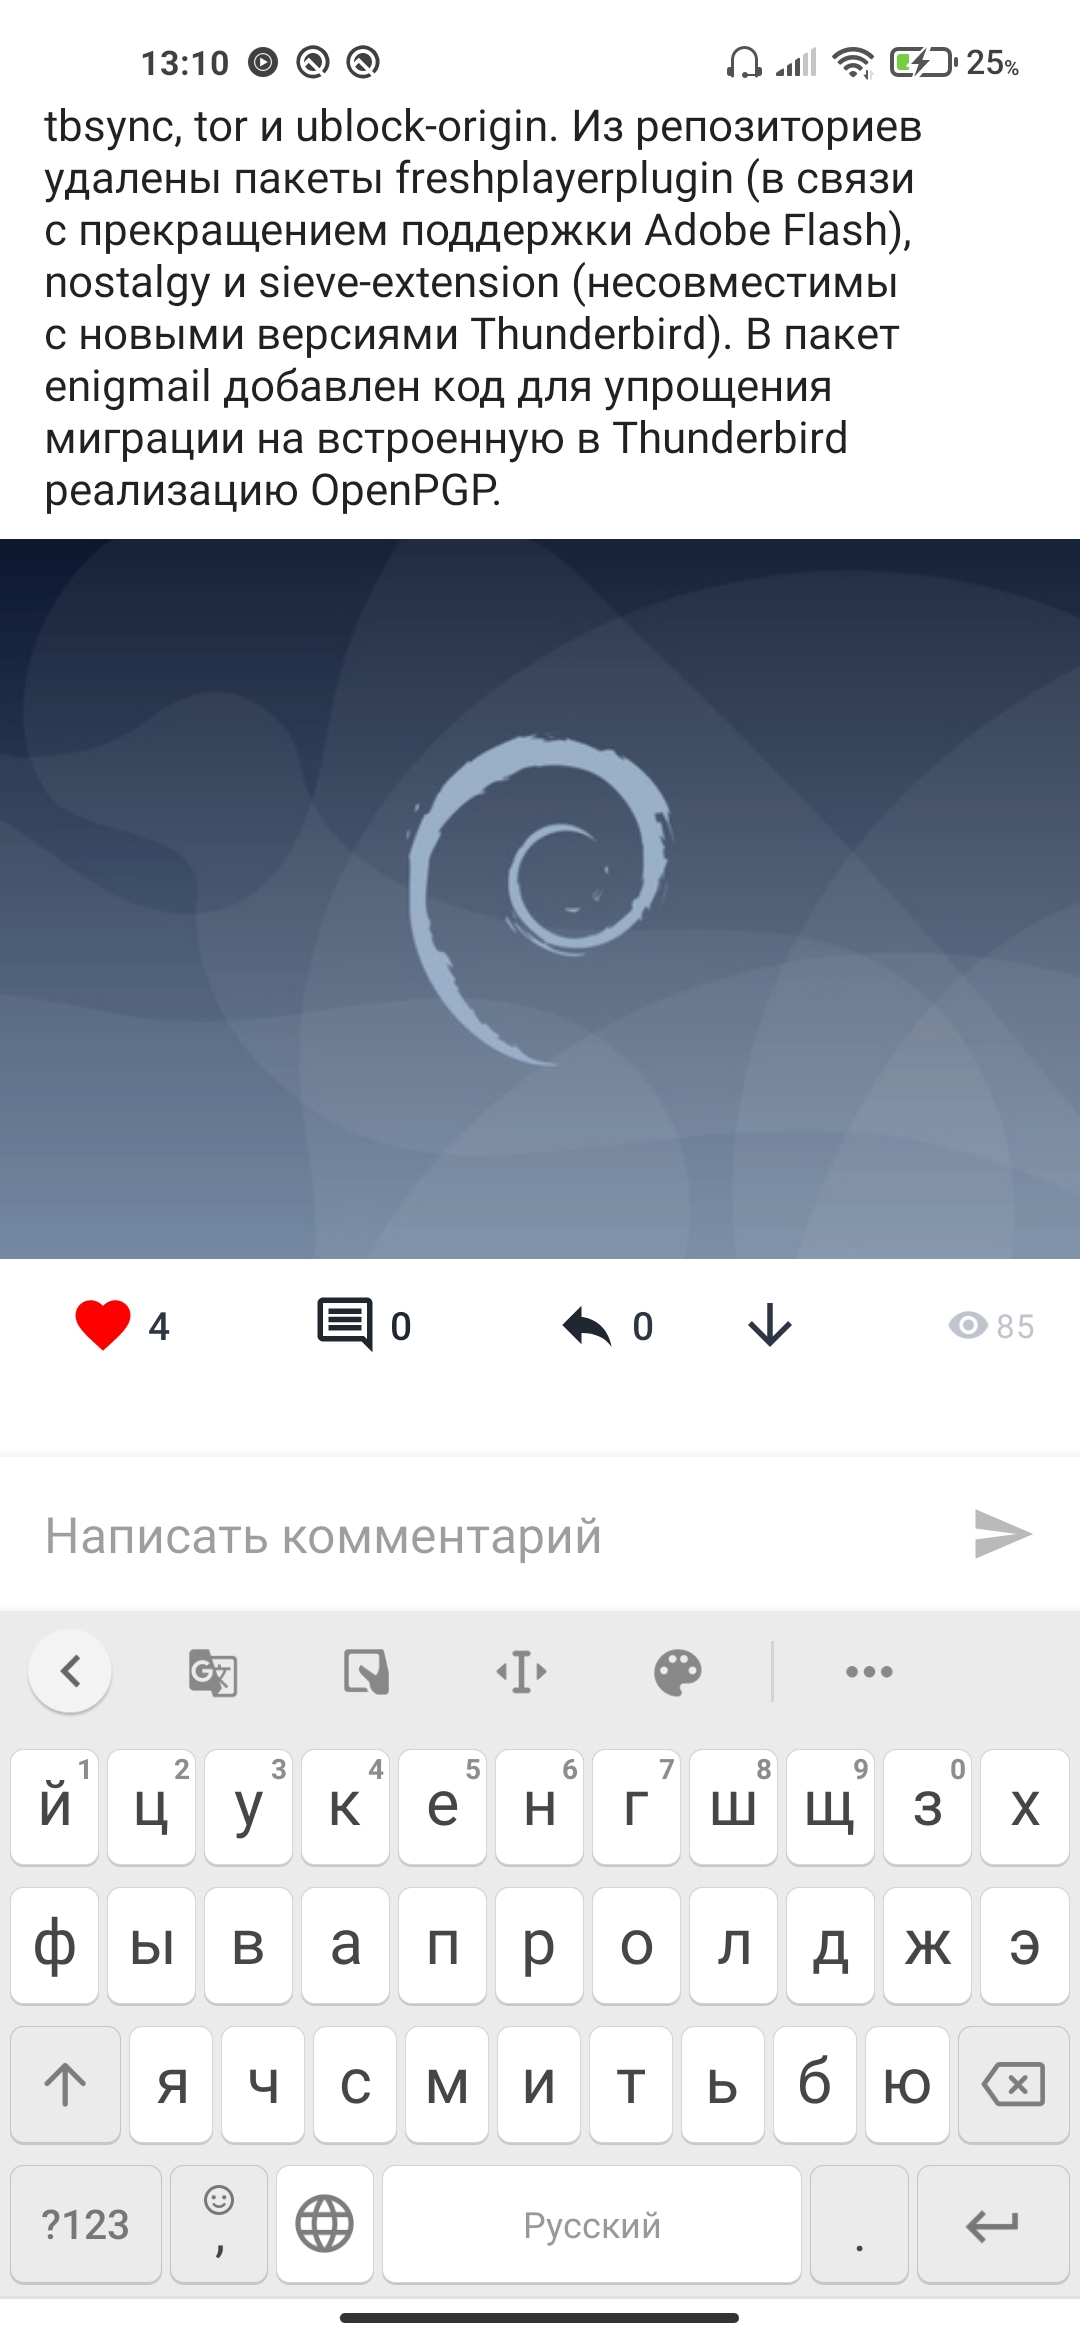 13:10 25%
tbsync, tor и ublock-origin. Из репозиториев
удалены пакеты freshplayerplugin (в связи
с прекращением поддержки Adobe Flash),
nostalgy и sieve-extension (несовместимы
с новыми версиями Thunderbird). В пакет
enigmail добавлен код для упрощения
миграции на встроенную в Thunderbird
реализацию OpenPGP.
4 0 0 85
Написать комментарий
G文
1 2 3 4 5 6 7 8 9 0
й ц у к е н г ш щ з х
ф ы в а п р о л д ж э
я ч с м и т ь б ю
?123 , Русский .